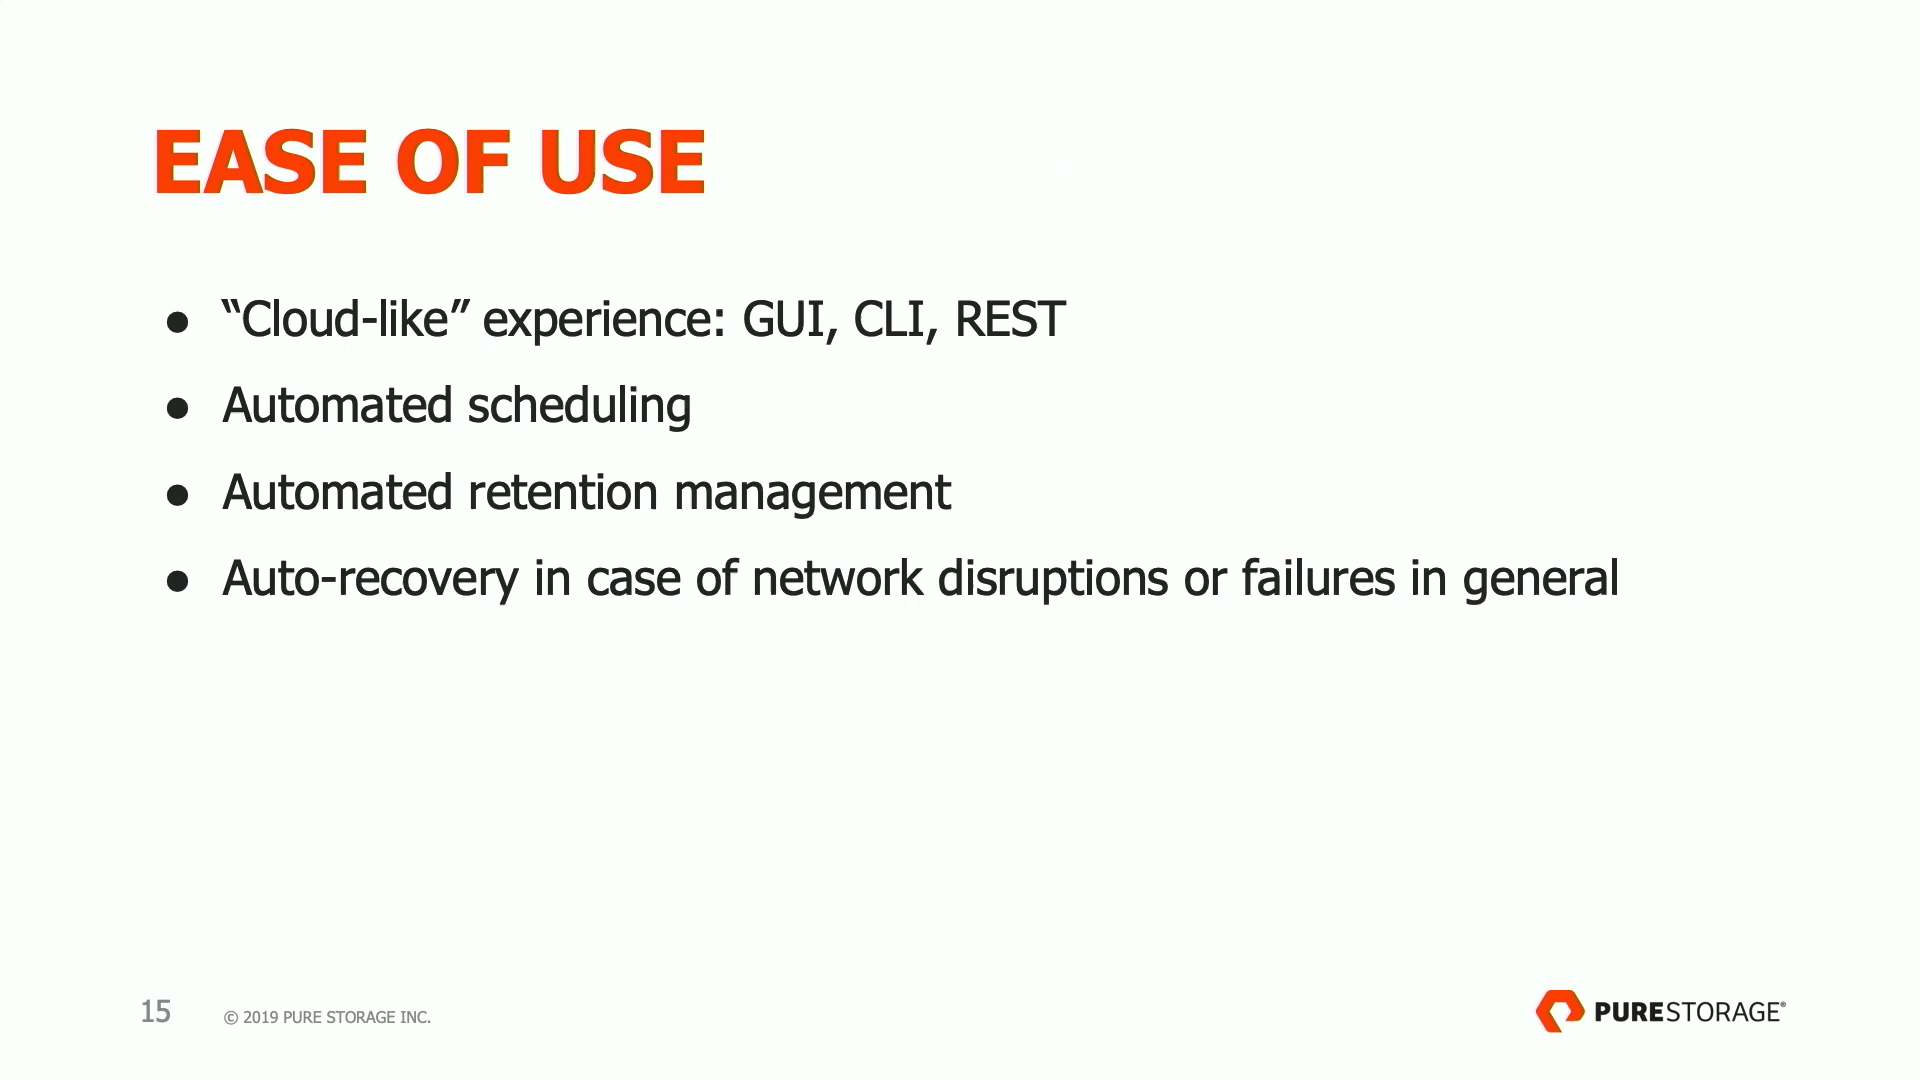 EASE OF USE
● “Cloud-like” experience: GUI, CLI, REST
● Automated scheduling
● Automated retention management
● Auto-recovery in case of network disruptions or failures in general
15
© 2019 PURE STORAGE INC.
PURESTORAGE®